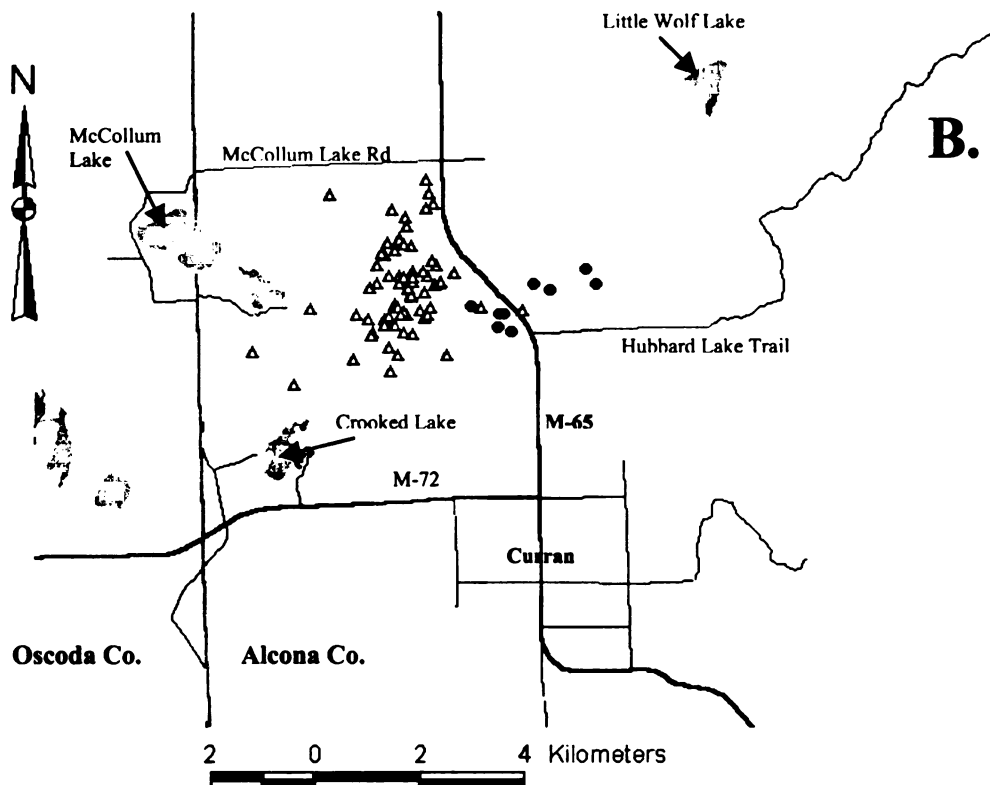 Little Wolf Lake
N
McCollum
Lake
McCollum Lake Rd
B.
Hubbard Lake Trail
Crooked Lake
M-65
M-72
Curran
Oscoda Co.
Alcona Co.
2 0 2 4 Kilometers